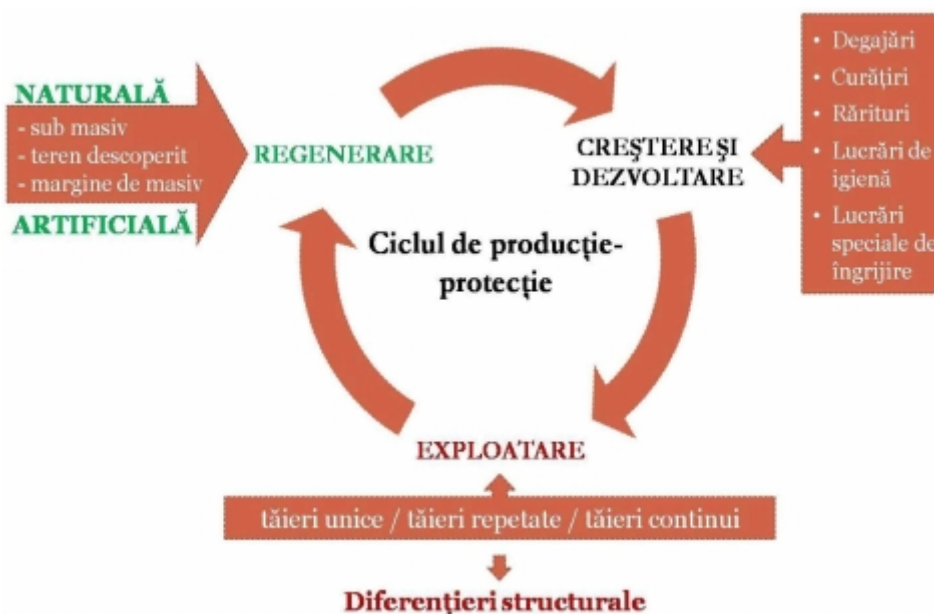 NATURALĂ
- sub masiv
- teren descoperit
- margine de masiv
ARTIFICIALĂ
REGENERARE
CREŞTERE ŞI
DEZVOLTARE
• Degajări
• Curăţiri
• Rărituri
• Lucrări de
igienă
• Lucrări
speciale de
îngrijire
Ciclul de producţie-
protecţie
EXPLOATARE
tăieri unice / tăieri repetate / tăieri continui
Diferenţieri structurale